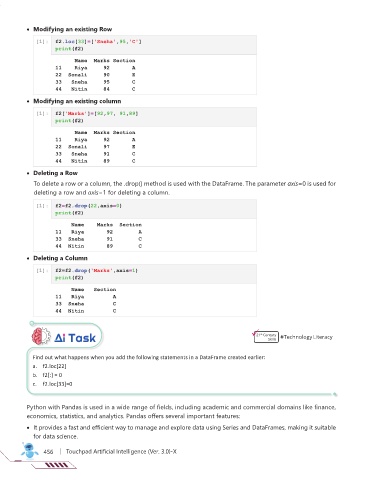 • Modifying an existing Row
[1]: f2.loc[33]=['Sneha',95,'C']
print(f2)
Name Marks Section
11 Riya 92 A
22 Sonali 90 E
33 Sneha 95 C
44 Nitin 84 C
• Modifying an existing column
[1]: f2['Marks']=[92,97, 91,89]
print(f2)
Name Marks Section
11 Riya 92 A
22 Sonali 97 E
33 Sneha 91 C
44 Nitin 89 C
• Deleting a Row
To delete a row or a column, the .drop() method is used with the DataFrame. The parameter axis=0 is used for
deleting a row and axis=1 for deleting a column.
[1]: f2=f2.drop(22,axis=0)
print(f2)
Name Marks Section
11 Riya 92 A
33 Sneha 91 C
44 Nitin 89 C
• Deleting a Column
[1]: f2=f2.drop('Marks',axis=1)
print(f2)
Name Section
11 Riya A
33 Sneha C
44 Nitin C
Ai Task
21st Century
Skills
#Technology Literacy
Find out what happens when you add the following statements in a DataFrame created earlier:
a. f2.loc[22]
b. f2[:] = 0
c. f2.loc[33]=0
Python with Pandas is used in a wide range of fields, including academic and commercial domains like finance,
economics, statistics, and analytics. Pandas offers several important features:
• It provides a fast and efficient way to manage and explore data using Series and DataFrames, making it suitable
for data science.
456 | Touchpad Artificial Intelligence (Ver. 3.0)-X